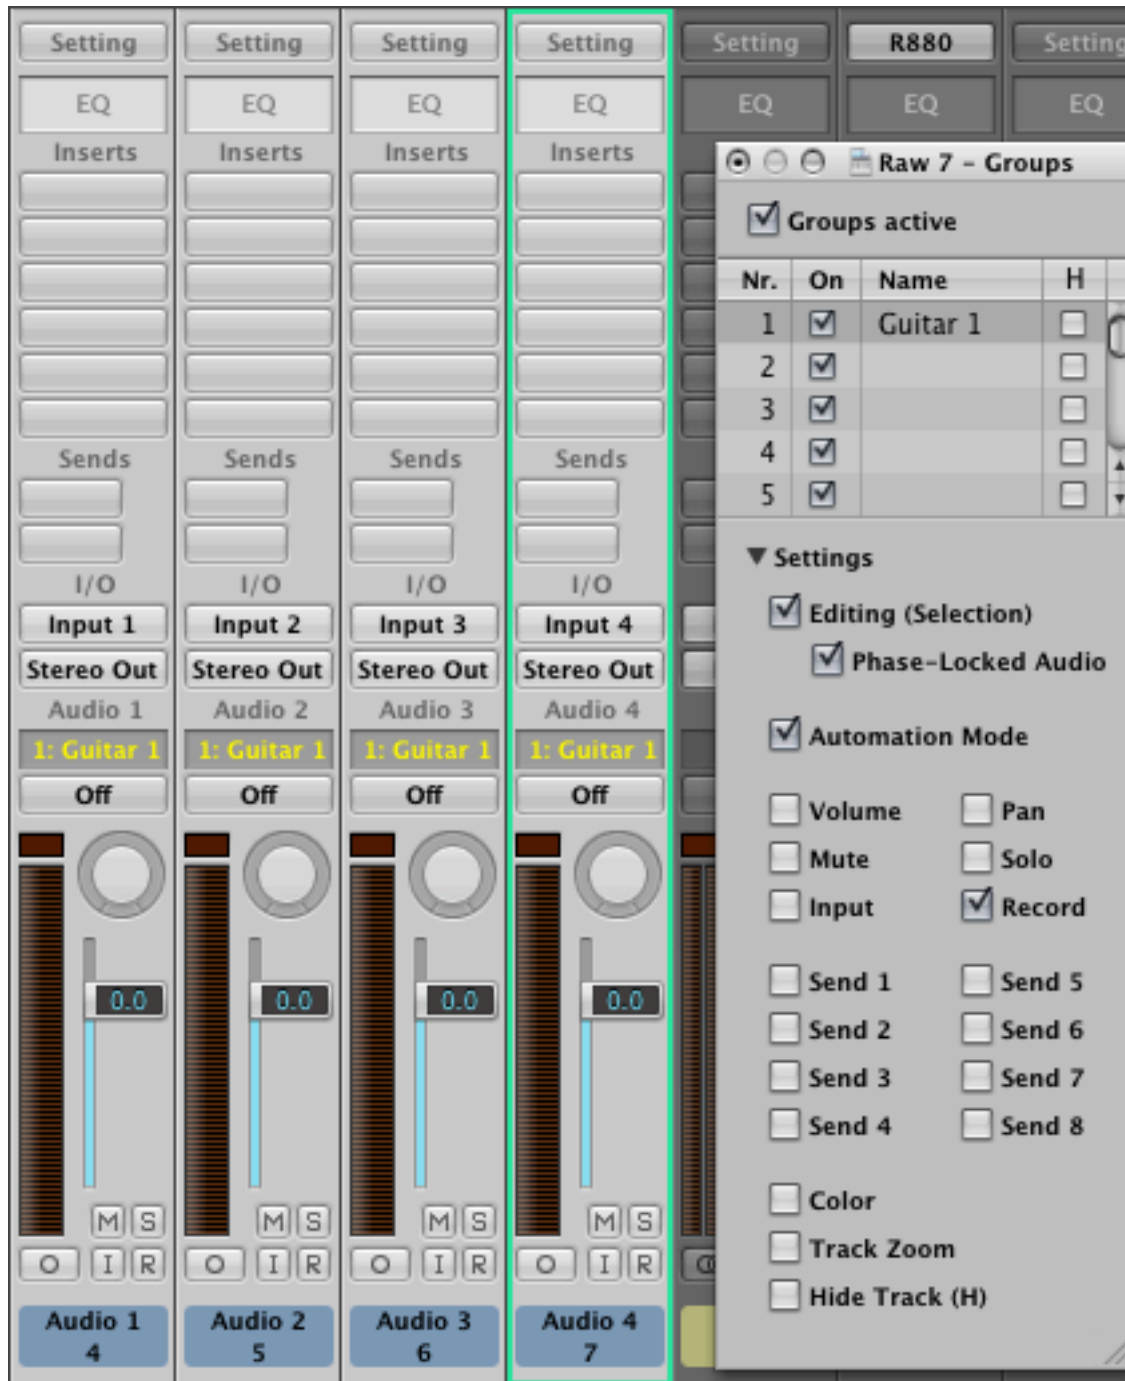 Setting Setting Setting Setting Setting R880 Setting
EQ EQ EQ EQ EQ EQ EQ
Inserts Inserts Inserts Inserts
Raw 7 – Groups
Groups active
Nr. On Name H
1 Guitar 1
2
3
4
5
Sends Sends Sends Sends
I/O I/O I/O I/O
Input 1 Input 2 Input 3 Input 4
Stereo Out Stereo Out Stereo Out Stereo Out
Audio 1 Audio 2 Audio 3 Audio 4
1: Guitar 1 1: Guitar 1 1: Guitar 1 1: Guitar 1
Off Off Off Off
0.0 0.0 0.0 0.0
M S M S M S M S
O I R O I R O I R O I R
Audio 1 Audio 2 Audio 3 Audio 4
4 5 6 7
Settings
Editing (Selection)
Phase-Locked Audio
Automation Mode
Volume Pan
Mute Solo
Input Record
Send 1 Send 5
Send 2 Send 6
Send 3 Send 7
Send 4 Send 8
Color
Track Zoom
Hide Track (H)